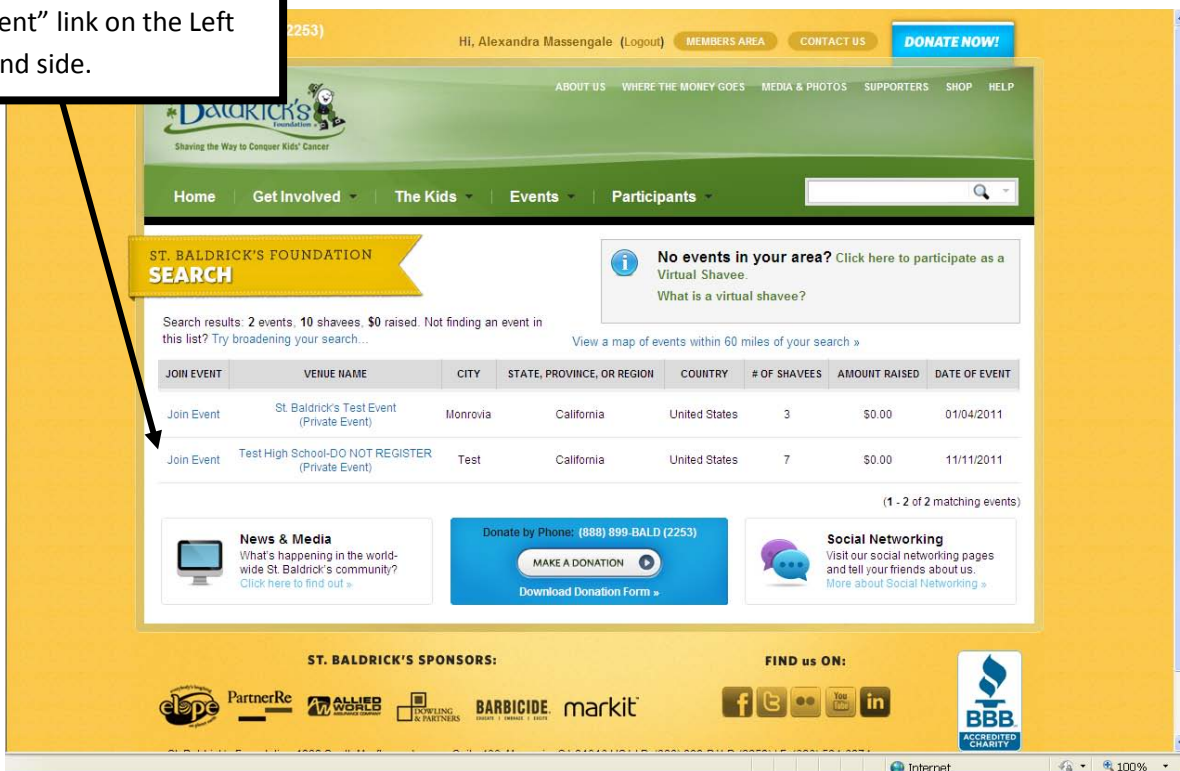 ent” link on the Left
nd side.
2253)
Hi, Alexandra Massengale (Logout) MEMBERS AREA CONTACT US DONATE NOW!
ABOUT US WHERE THE MONEY GOES MEDIA & PHOTOS SUPPORTERS SHOP HELP
Baldrick's
Foundation
Shaving the Way to Conquer Kids' Cancer
Home Get Involved The Kids Events Participants
ST. BALDRICK'S FOUNDATION
SEARCH
No events in your area? Click here to participate as a
Virtual Shavee.
What is a virtual shavee?
Search results: 2 events, 10 shavees, $0 raised. Not finding an event in
this list? Try broadening your search...
View a map of events within 60 miles of your search »
JOIN EVENT VENUE NAME CITY STATE, PROVINCE, OR REGION COUNTRY # OF SHAVEES AMOUNT RAISED DATE OF EVENT
Join Event St. Baldrick's Test Event Monrovia California United States 3 $0.00 01/04/2011
(Private Event)
Join Event Test High School-DO NOT REGISTER Test California United States 7 $0.00 11/11/2011
(Private Event)
(1 - 2 of 2 matching events)
News & Media
What's happening in the world-
wide St. Baldrick's community?
Click here to find out »
Donate by Phone: (888) 899-BALD (2253)
MAKE A DONATION
Download Donation Form »
Social Networking
Visit our social networking pages
and tell your friends about us.
More about Social Networking »
ST. BALDRICK'S SPONSORS:
FIND us ON:
elope
PartnerRe
ALLIED
WORLD
ASSURANCE COMPANY
DOWLING
& PARTNERS
BARBICIDE
markit
You
Tube
in
BBB
ACCREDITED
CHARITY
Internet 100%